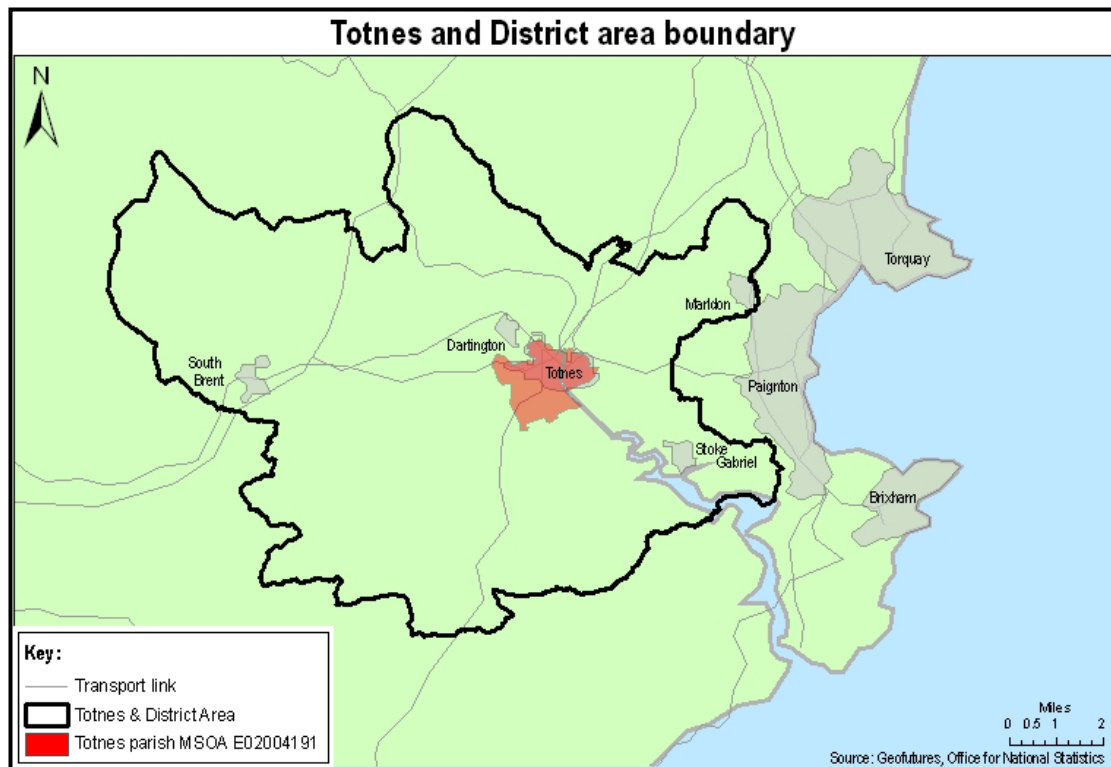 Totnes and District area boundary
N
Torquay
Marldon
Dartington
South
Brent
Totnes
Paignton
Stoke
Gabriel
Brixham
Key:
Transport link
Totnes & District Area
Totnes parish MSOA E02004191
Miles
0 0.5 1 2
Source: Geofutures, Office for National Statistics